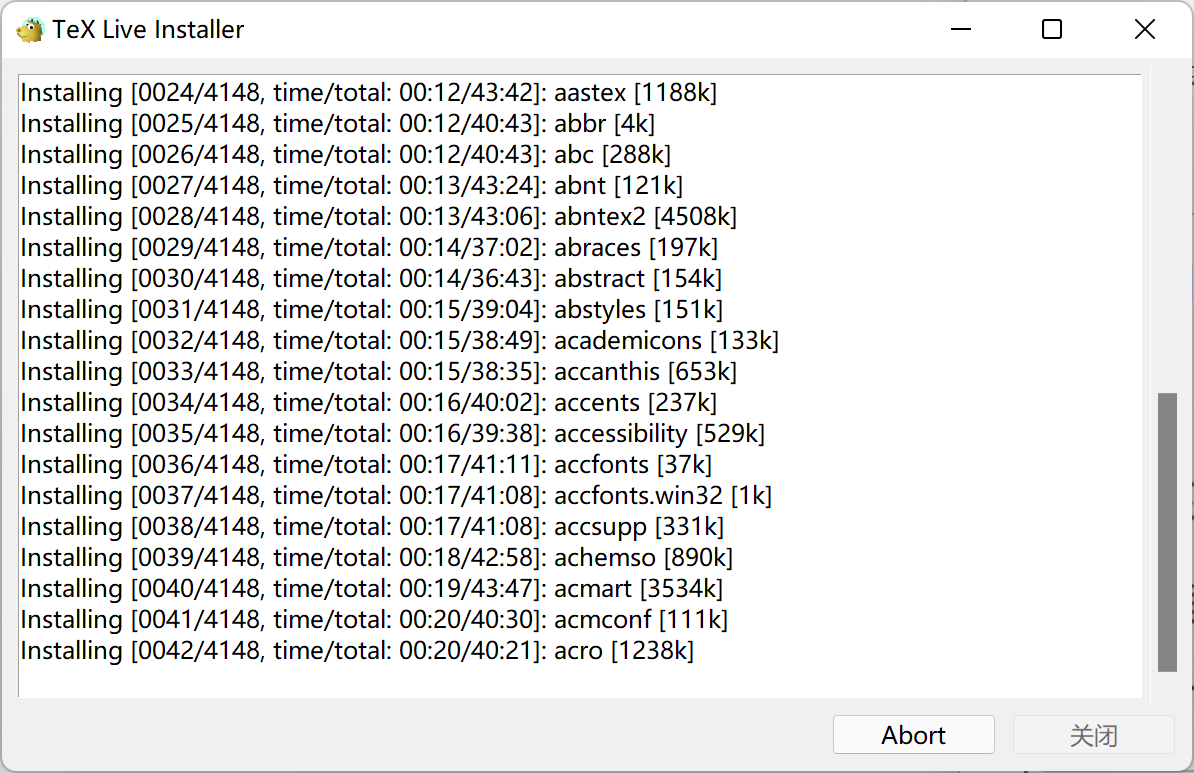 TeX Live Installer
Installing [0024/4148, time/total: 00:12/43:42]: aastex [1188k]
Installing [0025/4148, time/total: 00:12/40:43]: abbr [4k]
Installing [0026/4148, time/total: 00:12/40:43]: abc [288k]
Installing [0027/4148, time/total: 00:13/43:24]: abnt [121k]
Installing [0028/4148, time/total: 00:13/43:06]: abntex2 [4508k]
Installing [0029/4148, time/total: 00:14/37:02]: abraces [197k]
Installing [0030/4148, time/total: 00:14/36:43]: abstract [154k]
Installing [0031/4148, time/total: 00:15/39:04]: abstyles [151k]
Installing [0032/4148, time/total: 00:15/38:49]: academicons [133k]
Installing [0033/4148, time/total: 00:15/38:35]: accanthis [653k]
Installing [0034/4148, time/total: 00:16/40:02]: accents [237k]
Installing [0035/4148, time/total: 00:16/39:38]: accessibility [529k]
Installing [0036/4148, time/total: 00:17/41:11]: accfonts [37k]
Installing [0037/4148, time/total: 00:17/41:08]: accfonts.win32 [1k]
Installing [0038/4148, time/total: 00:17/41:08]: accsupp [331k]
Installing [0039/4148, time/total: 00:18/42:58]: achemso [890k]
Installing [0040/4148, time/total: 00:19/43:47]: acmart [3534k]
Installing [0041/4148, time/total: 00:20/40:30]: acmconf [111k]
Installing [0042/4148, time/total: 00:20/40:21]: acro [1238k]
Abort
关闭